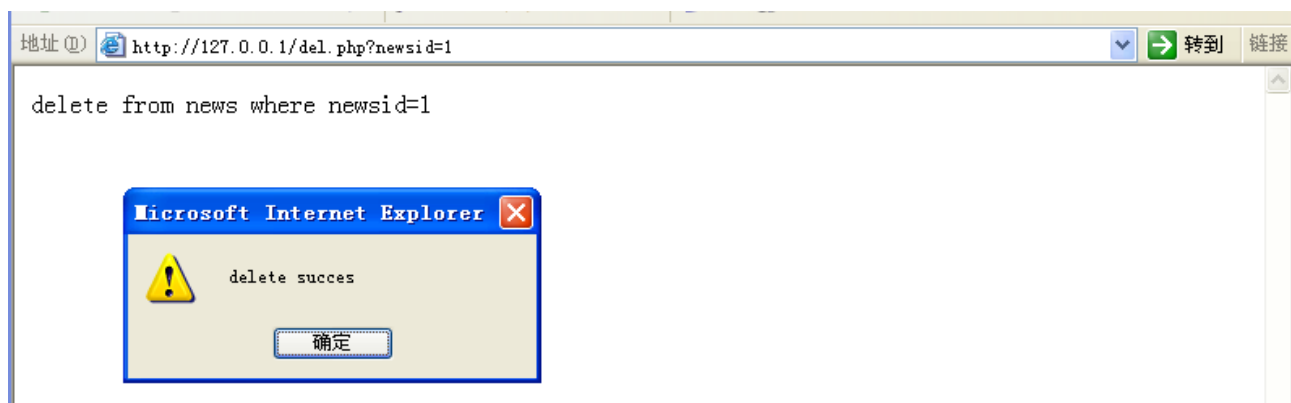 地址(D) http://127.0.0.1/del.php?newsid=1 转到 链接
delete from news where newsid=1
Microsoft Internet Explorer
delete succes
确定